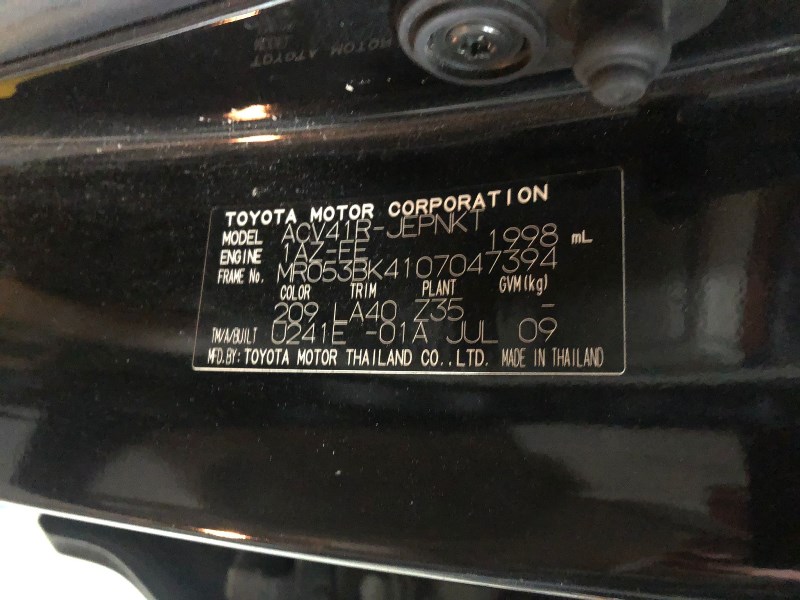 TOYOTA MOTOR CORPORATION
MODEL ACV41R-JEPNKT
ENGINE 1AZ-FE 1998 mL
FRAME No. MR053BK4107047394
COLOR TRIM PLANT GVM(kg)
209 LA40 Z35 -
TM/A/BUILT U241E -01A JUL 09
MFD.BY: TOYOTA MOTOR THAILAND CO.,LTD. MADE IN THAILAND